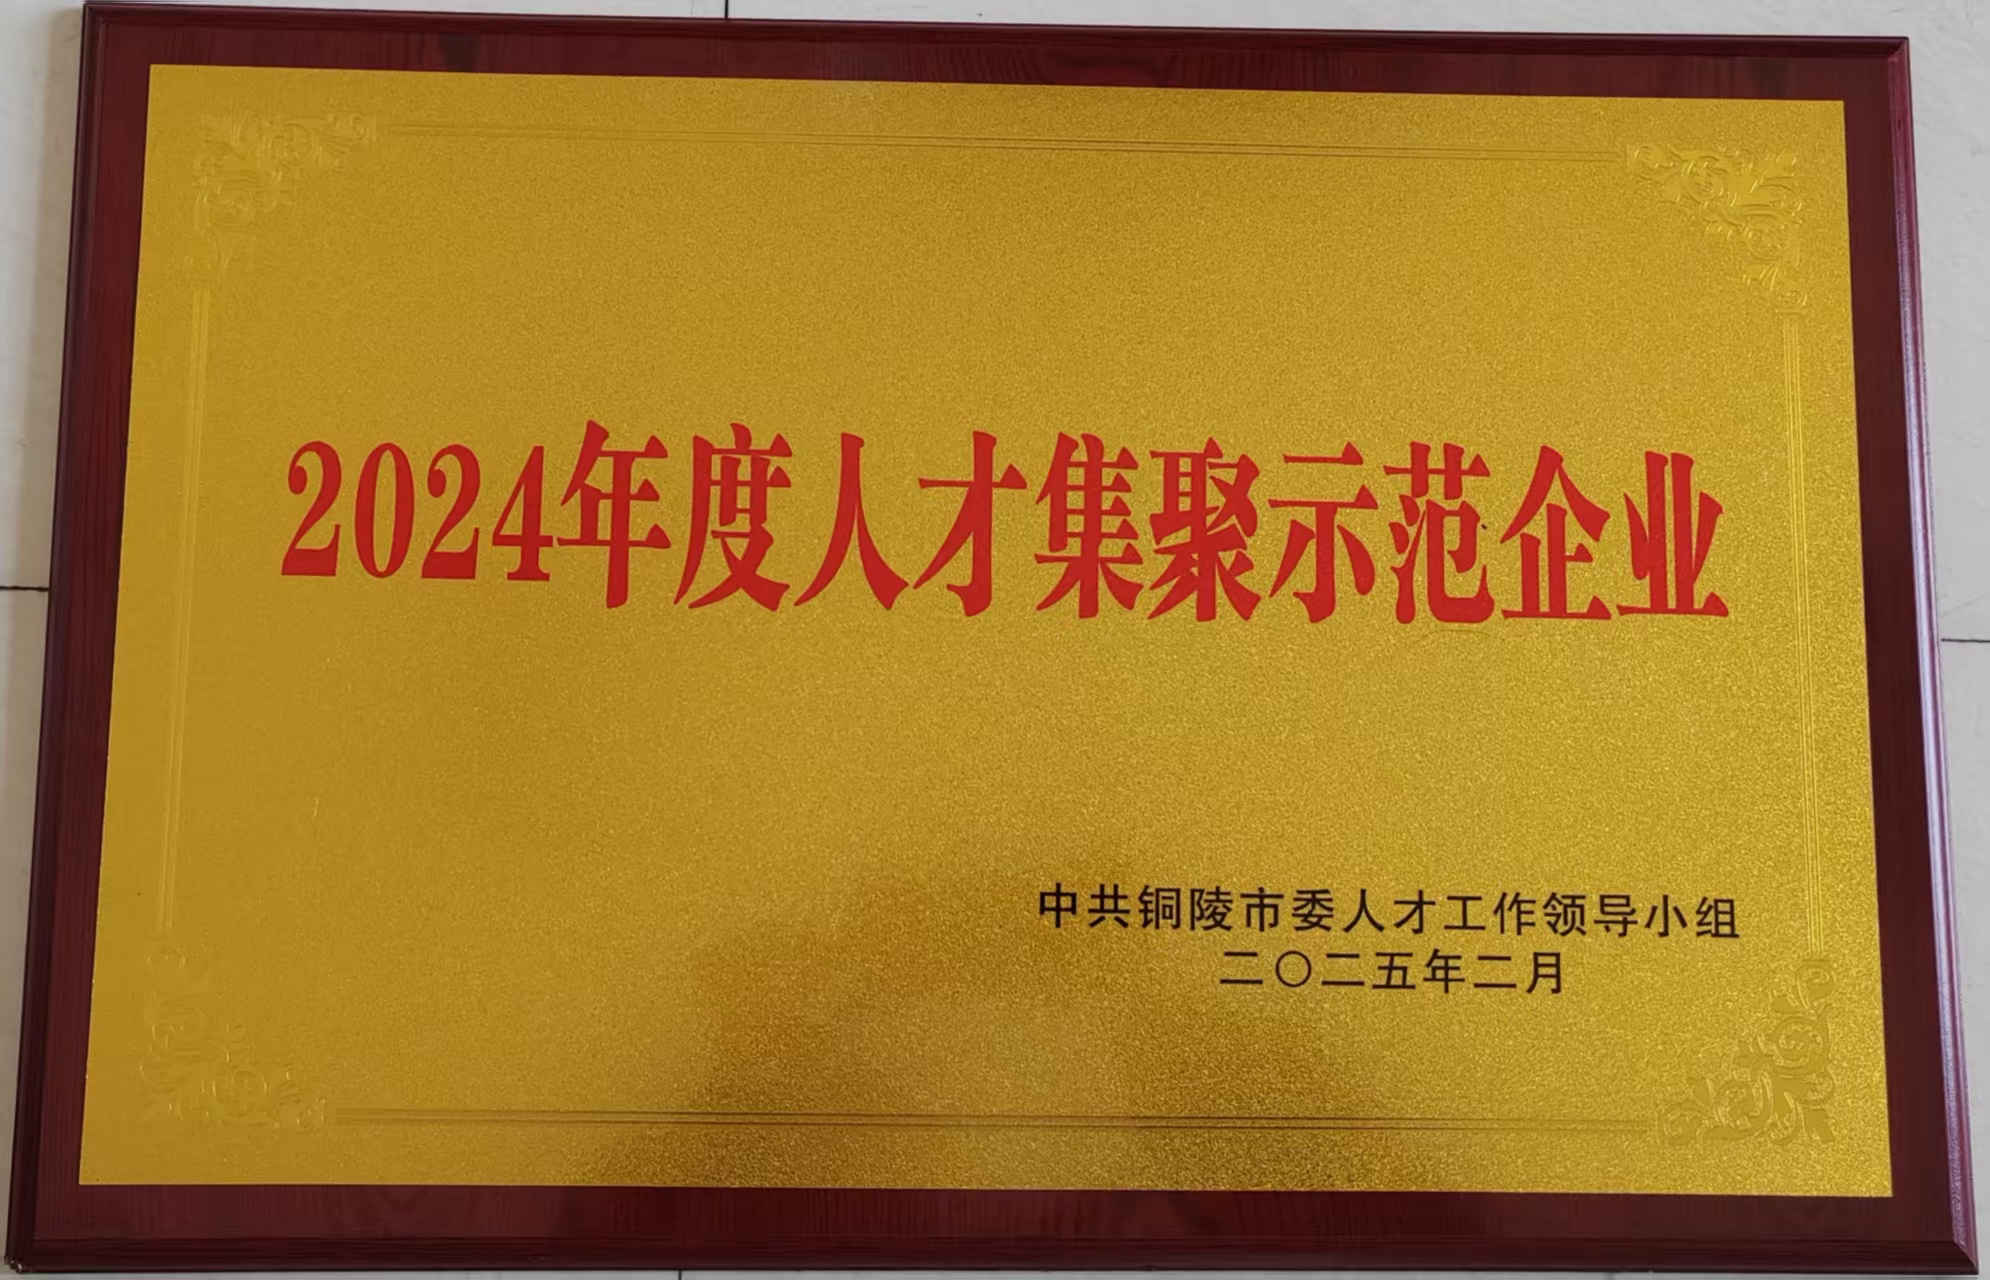 2024年度人才集聚示范企业
中共铜陵市委人才工作领导小组
二〇二五年二月